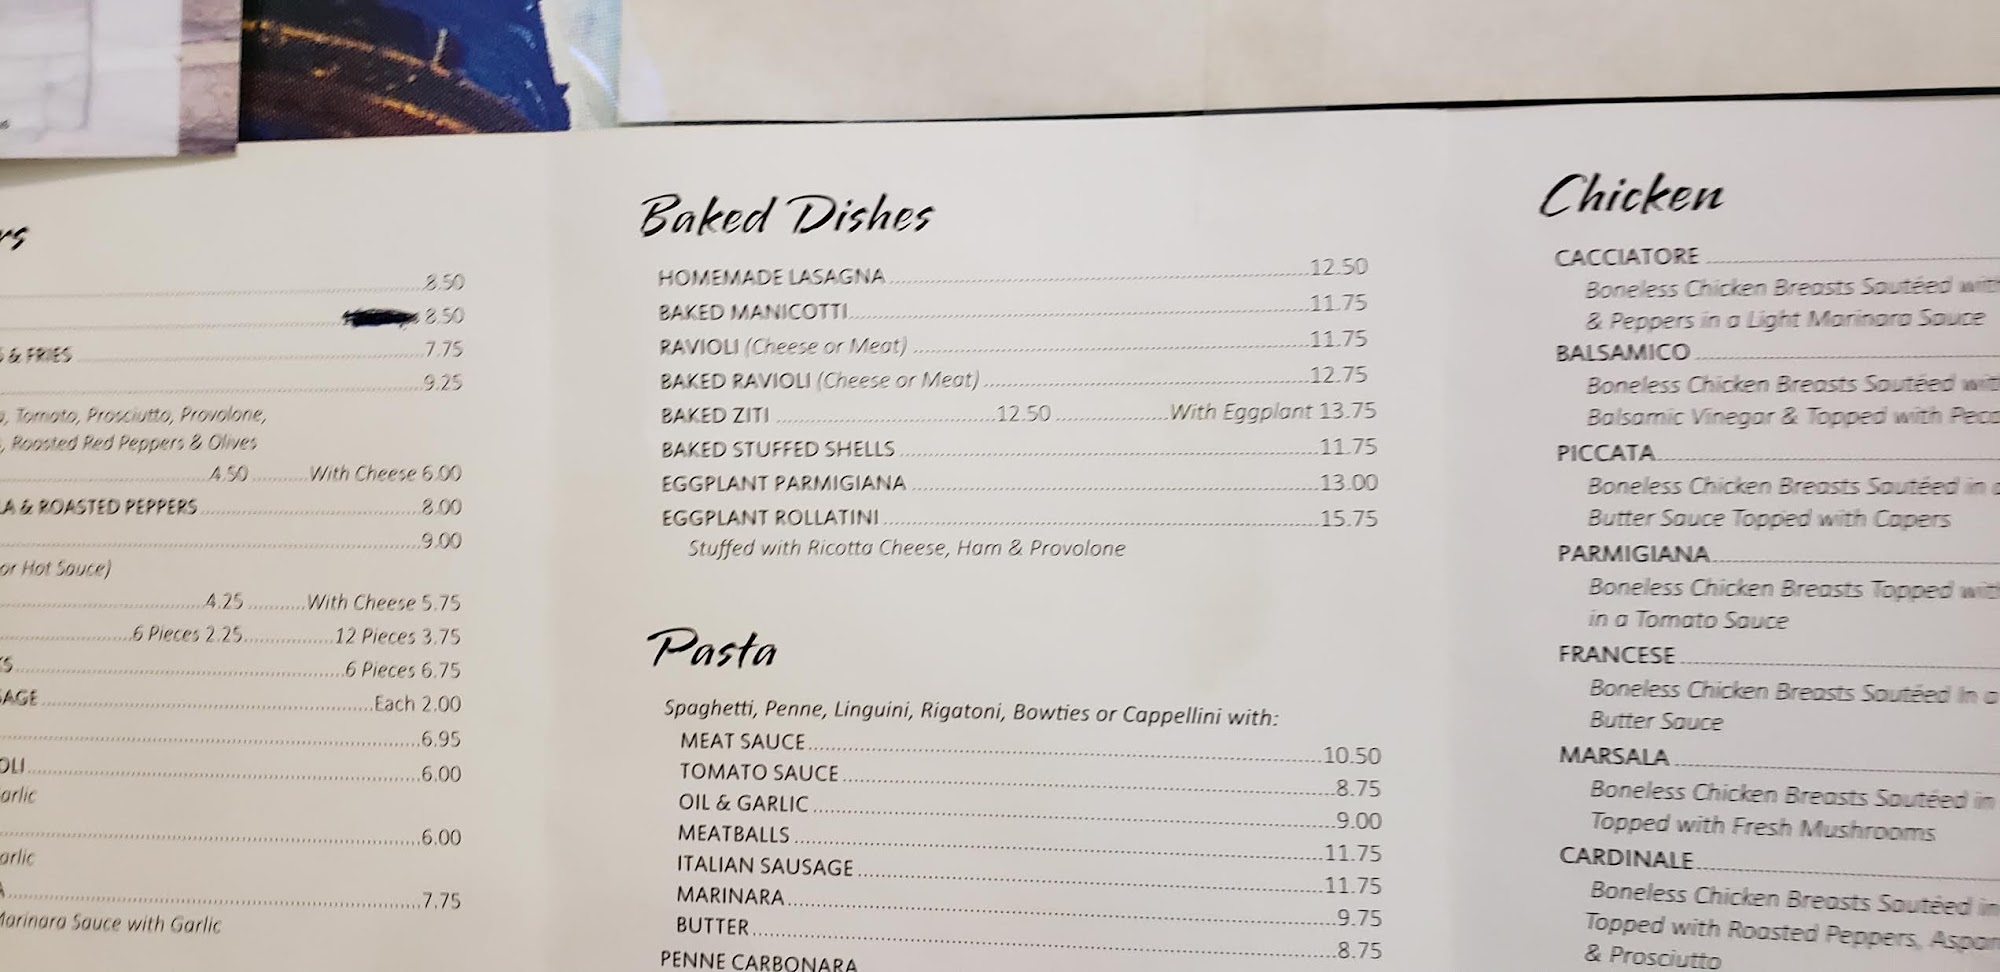 8.50
8.50
& FRIES 7.75
9.25
Tomato, Prosciutto, Provolone,
Roasted Red Peppers & Olives
4.50 With Cheese 6.00
& ROASTED PEPPERS 8.00
9.00
or Hot Sauce)
4.25 With Cheese 5.75
6 Pieces 2.25 12 Pieces 3.75
6 Pieces 6.75
Each 2.00
6.95
6.00
6.00
7.75
Marinara Sauce with Garlic
Baked Dishes
HOMEMADE LASAGNA 12.50
BAKED MANICOTTI 11.75
RAVIOLI (Cheese or Meat) 11.75
BAKED RAVIOLI (Cheese or Meat) 12.75
BAKED ZITI 12.50 With Eggplant 13.75
BAKED STUFFED SHELLS 11.75
EGGPLANT PARMIGIANA 13.00
EGGPLANT ROLLATINI 15.75
Stuffed with Ricotta Cheese, Ham & Provolone
Pasta
Spaghetti, Penne, Linguini, Rigatoni, Bowties or Cappellini with:
MEAT SAUCE 10.50
TOMATO SAUCE 8.75
OIL & GARLIC 9.00
MEATBALLS 11.75
ITALIAN SAUSAGE 11.75
MARINARA 9.75
BUTTER 8.75
PENNE CARBONARA
Chicken
CACCIATORE
Boneless Chicken Breasts Sautéed with
& Peppers in a Light Marinara Sauce
BALSAMICO
Boneless Chicken Breasts Sautéed with
Balsamic Vinegar & Topped with
PICCATA
Boneless Chicken Breasts Sautéed in a
Butter Sauce Topped with Capers
PARMIGIANA
Boneless Chicken Breasts Topped with
in a Tomato Sauce
FRANCESE
Boneless Chicken Breasts Sautéed In a
Butter Sauce
MARSALA
Boneless Chicken Breasts Sautéed in
Topped with Fresh Mushrooms
CARDINALE
Boneless Chicken Breasts Sautéed in
Topped with Roasted Peppers,
& Prosciutto